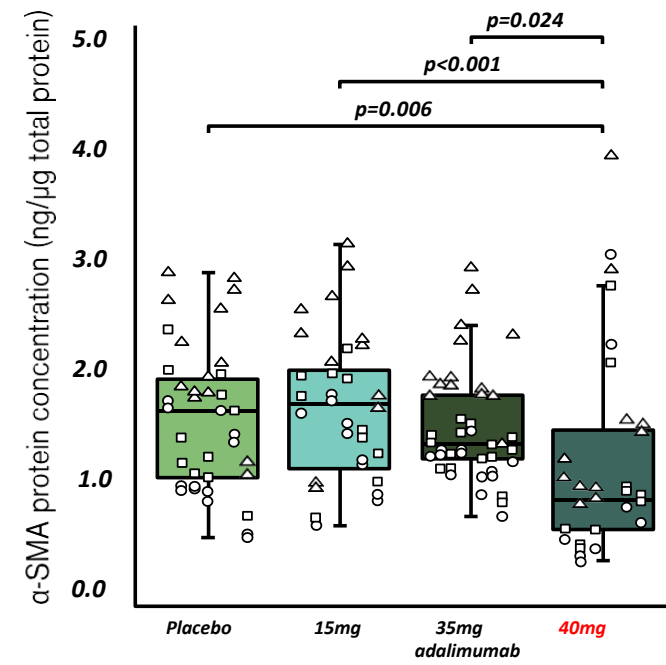 p=0.024
p<0.001
p=0.006
α-SMA protein concentration (ng/µg total protein)
5.0
4.0
3.0
2.0
1.0
0.0
Placebo
15mg
35mg
adalimumab
40mg